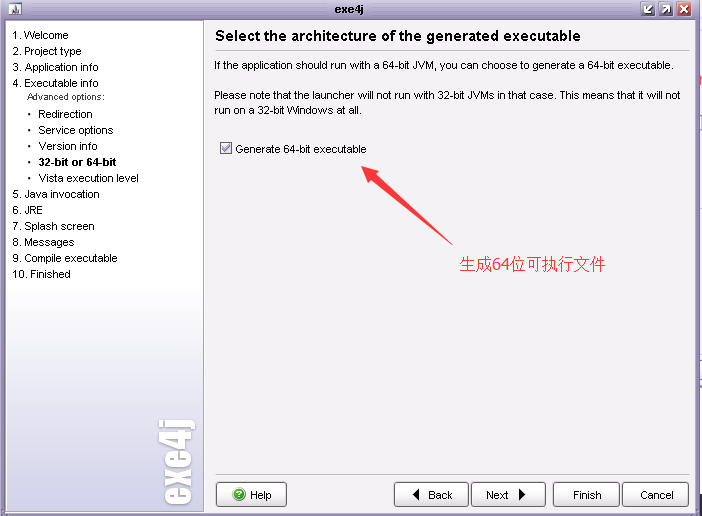 exe4j
1. Welcome
2. Project type
3. Application info
4. Executable info
Advanced options:
• Redirection
• Service options
• Version info
• 32-bit or 64-bit
• Vista execution level
5. Java invocation
6. JRE
7. Splash screen
8. Messages
9. Compile executable
10. Finished
exe4j
Select the architecture of the generated executable
If the application should run with a 64-bit JVM, you can choose to generate a 64-bit executable.
Please note that the launcher will not run with 32-bit JVMs in that case. This means that it will not
run on a 32-bit Windows at all.
Generate 64-bit executable
生成64位可执行文件
Help
Back
Next
Finish
Cancel